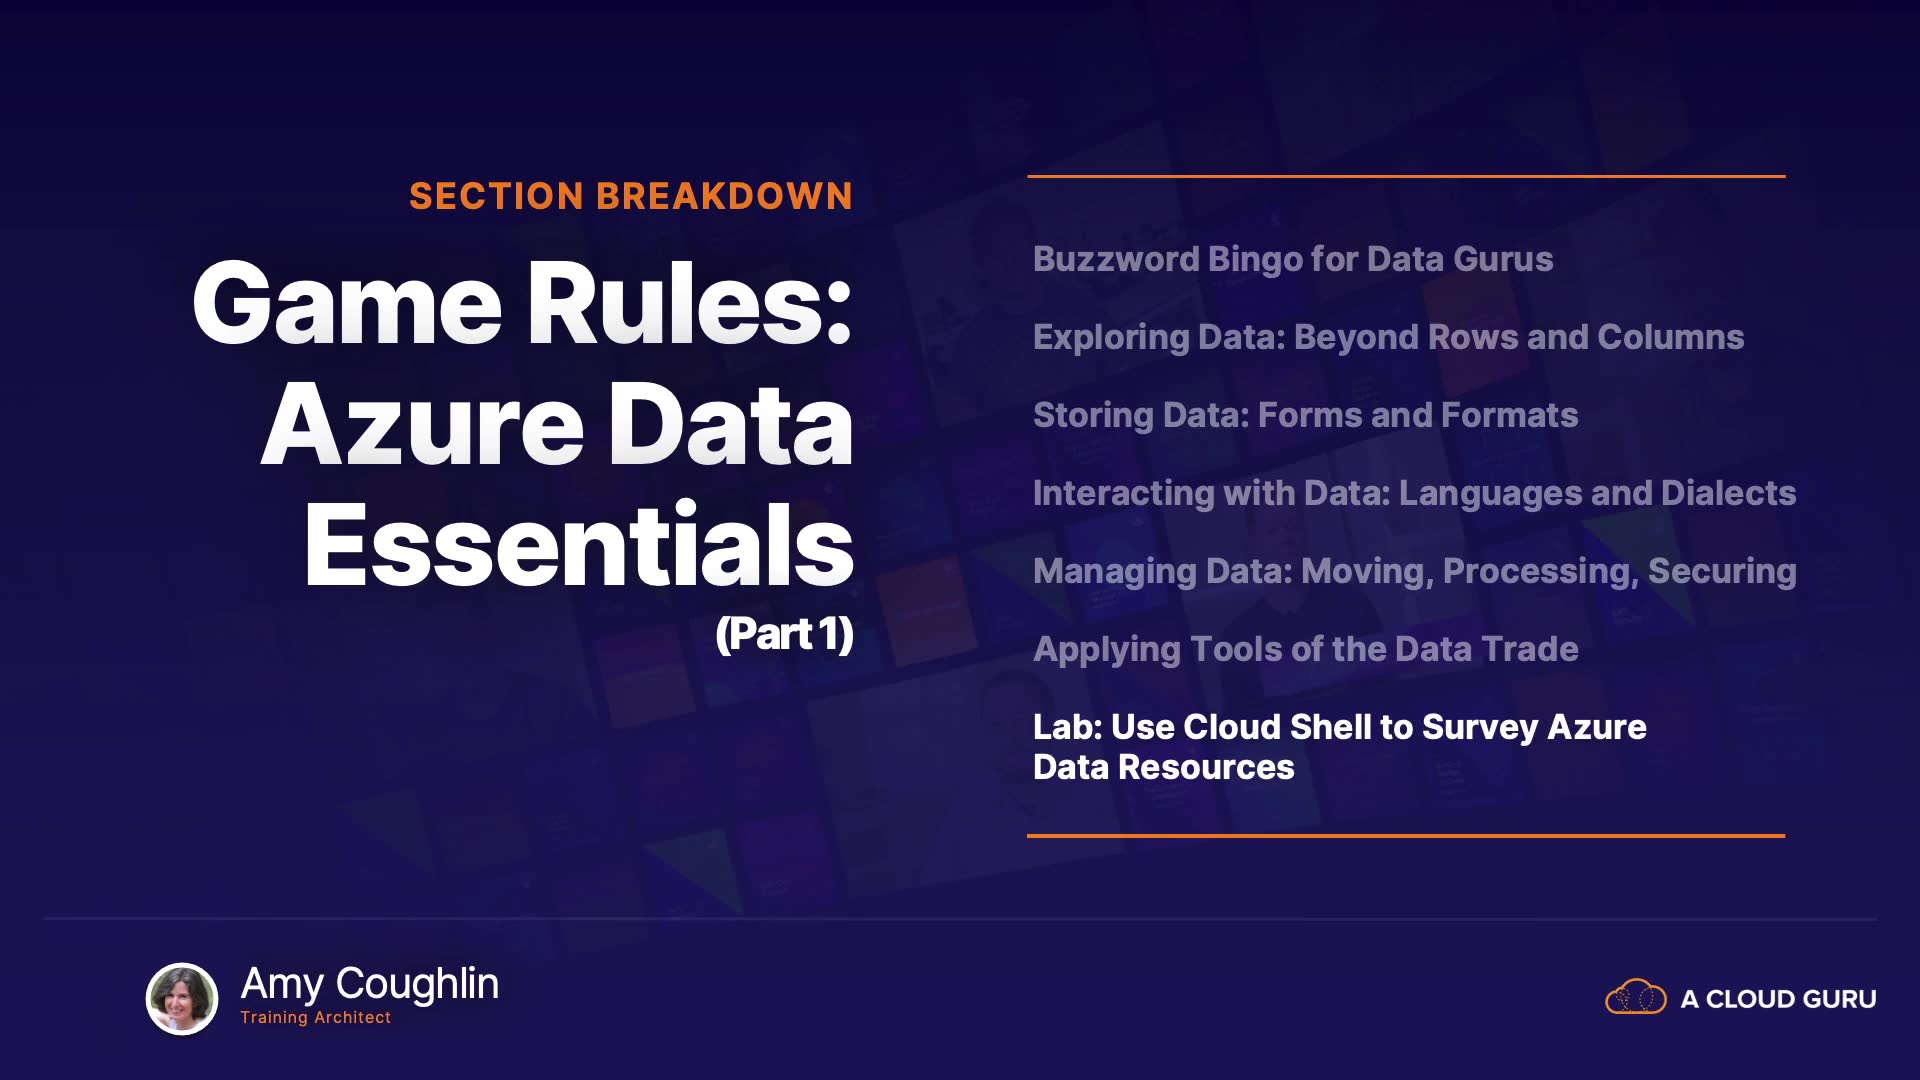 SECTION BREAKDOWN
Game Rules:
Azure Data
Essentials
(Part 1)
Buzzword Bingo for Data Gurus
Exploring Data: Beyond Rows and Columns
Storing Data: Forms and Formats
Interacting with Data: Languages and Dialects
Managing Data: Moving, Processing, Securing
Applying Tools of the Data Trade
Lab: Use Cloud Shell to Survey Azure
Data Resources
Amy Coughlin
Training Architect
A CLOUD GURU